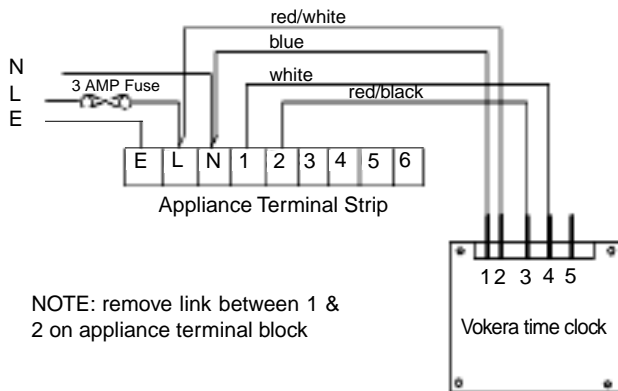 red/white
blue
N
3 AMP Fuse
white
L
red/black
E
E L N 1 2 3 4 5 6
Appliance Terminal Strip
1 2 3 4 5
NOTE: remove link between 1 &
2 on appliance terminal block
Vokera time clock